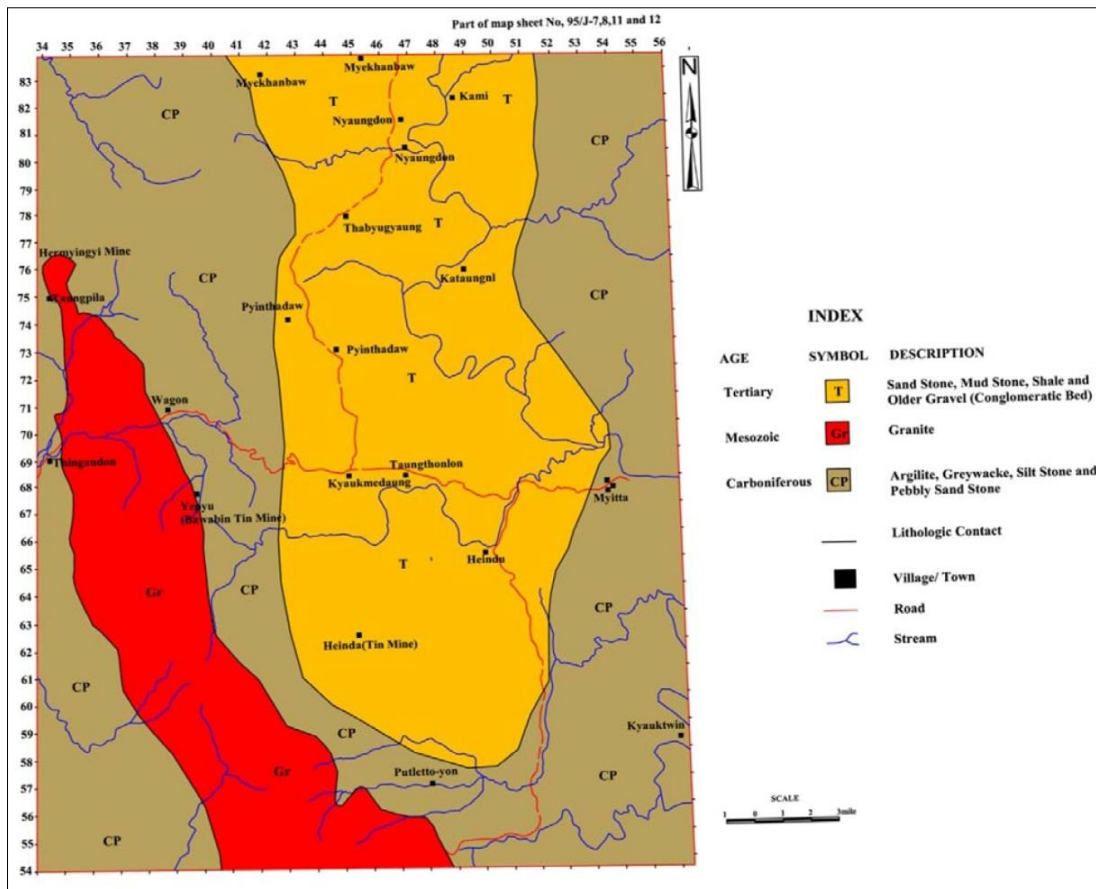 Part of map sheet No, 95/J-7,8,11 and 12
34 35 36 37 38 39 40 42 43 44 45 46 47 48 49 50 51 52 53 54 55 56
N
83
82
81
80
79
78
77
76
75
74
73
72
71
70
69
68
67
66
65
64
63
62
61
60
59
58
57
56
55
54
Myekhanbaw
Myekhanbaw
T
Kami
T
CP
Nyaungdon
Nyaungdon
CP
Thabyugyaung
T
Hermyingyi Mine
CP
Kataungni
CP
Taungpila
Pyinthadaw
Pyinthadaw
T
Wagon
Thingandon
Taungthonlon
Kyaukmedaung
Myitta
Yepyu
(Bawabin Tin Mine)
T
Heindu
Gr
CP
CP
Heinda(Tin Mine)
CP
Kyauktwin
CP
Gr
Putletto-yon
CP
CP
INDEX
AGE SYMBOL DESCRIPTION
Tertiary T Sand Stone, Mud Stone, Shale and
Older Gravel (Conglomeratic Bed)
Mesozoic Gr Granite
Carboniferous CP Argilite, Greywacke, Silt Stone and
Pebbly Sand Stone
Lithologic Contact
Village/ Town
Road
Stream
SCALE
1 0 1 2 3mile